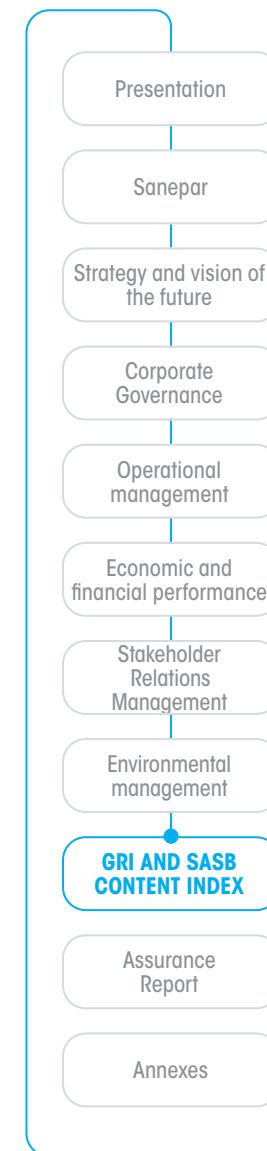 Presentation
Sanepar
Strategy and vision of
the future
Corporate
Governance
Operational
management
Economic and
financial performance
Stakeholder
Relations
Management
Environmental
management
GRI AND SASB
CONTENT INDEX
Assurance
Report
Annexes